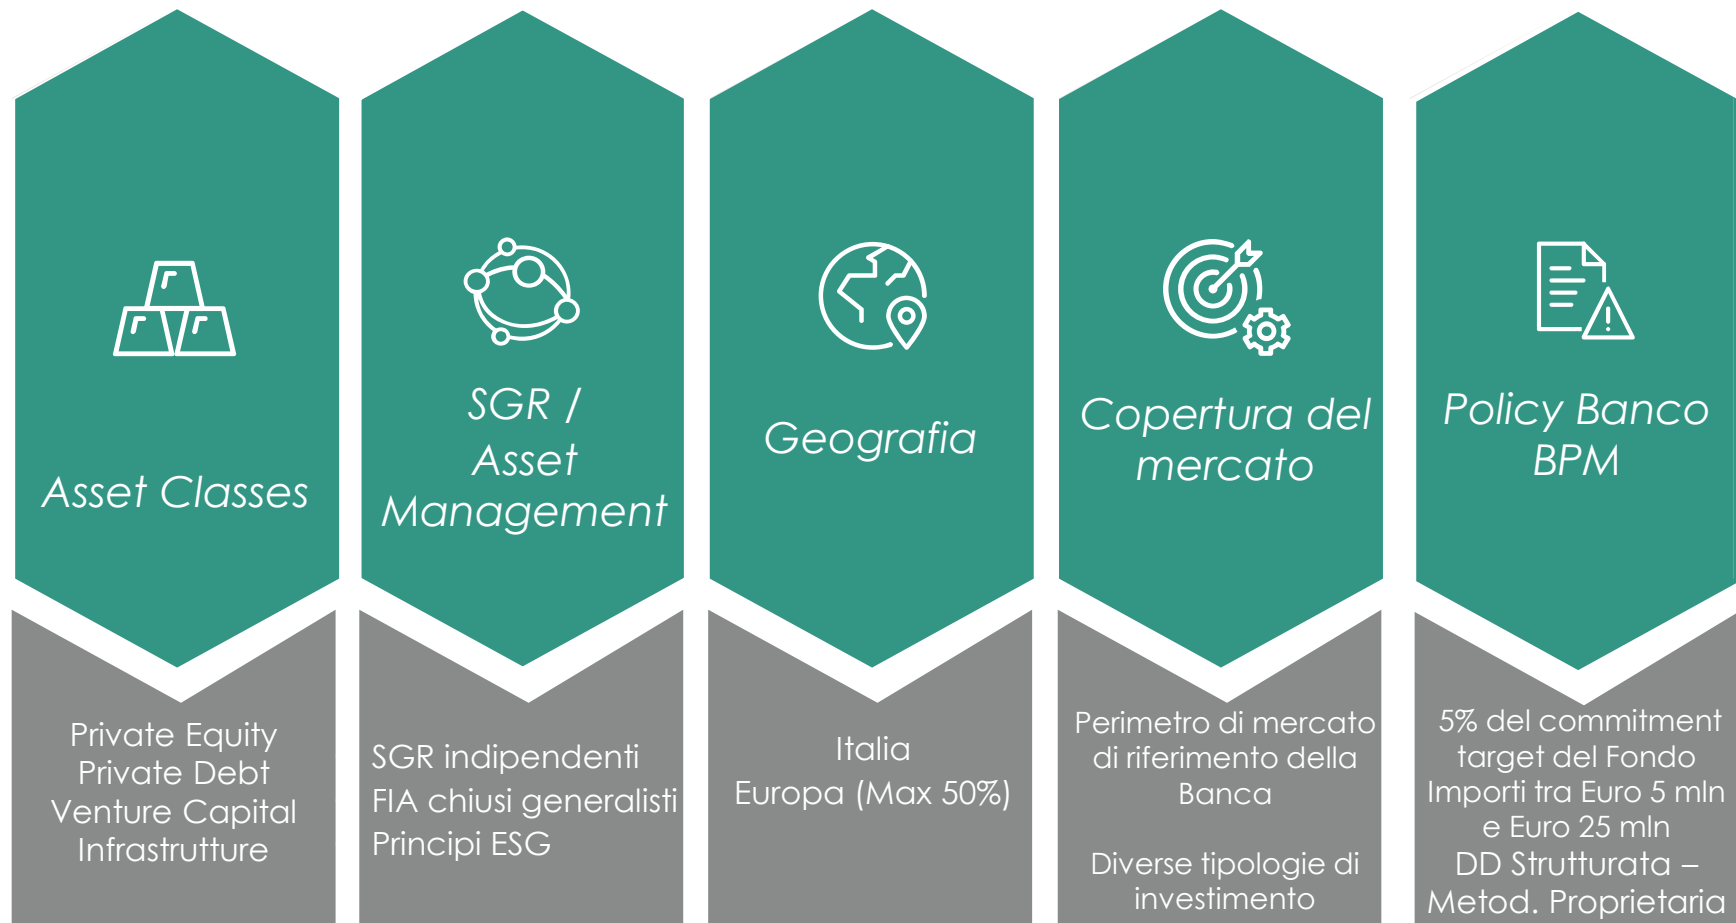 Asset Classes
Private Equity
Private Debt
Venture Capital
Infrastrutture
SGR /
Asset
Management
SGR indipendenti
FIA chiusi generalisti
Principi ESG
Geografia
Italia
Europa (Max 50%)
Copertura del
mercato
Perimetro di mercato
di riferimento della
Banca
Diverse tipologie di
investimento
Policy Banco
BPM
5% del commitment
target del Fondo
Importi tra Euro 5 mln
e Euro 25 mln
DD Strutturata –
Metod. Proprietaria